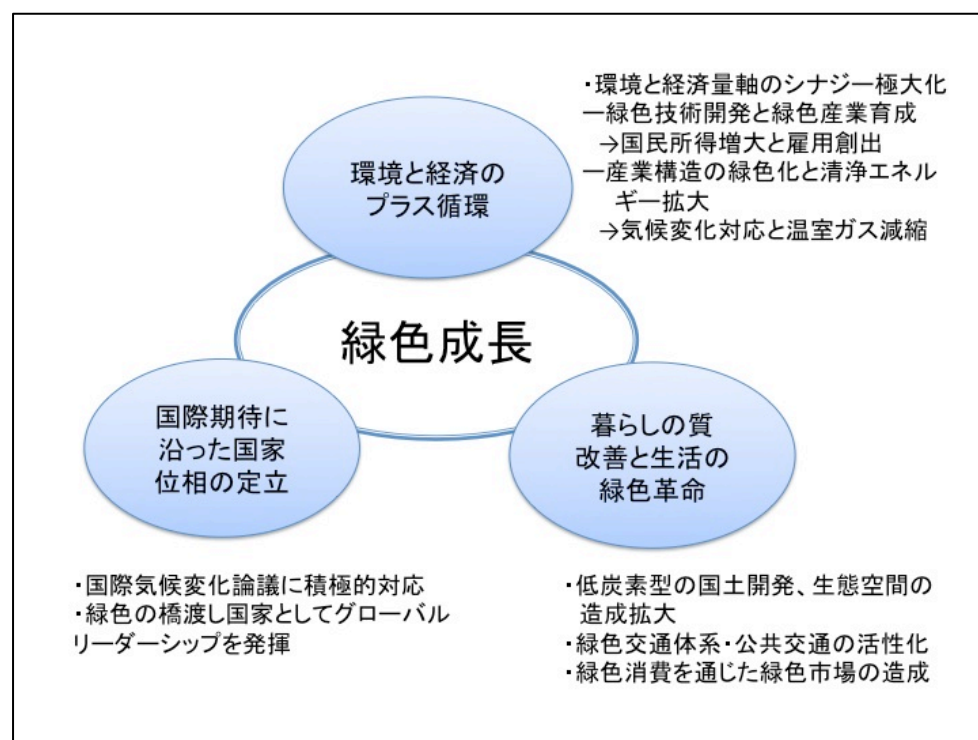 ・環境と経済量軸のシナジー極大化
ー緑色技術開発と緑色産業育成
→国民所得増大と雇用創出
ー産業構造の緑色化と清浄エネル
ギー拡大
→気候変化対応と温室ガス減縮
環境と経済の
プラス循環
緑色成長
国際期待に
沿った国家
位相の定立
暮らしの質
改善と生活の
緑色革命
・国際気候変化論議に積極的対応
・緑色の橋渡し国家としてグローバル
リーダーシップを発揮
・低炭素型の国土開発、生態空間の
造成拡大
・緑色交通体系・公共交通の活性化
・緑色消費を通じた緑色市場の造成